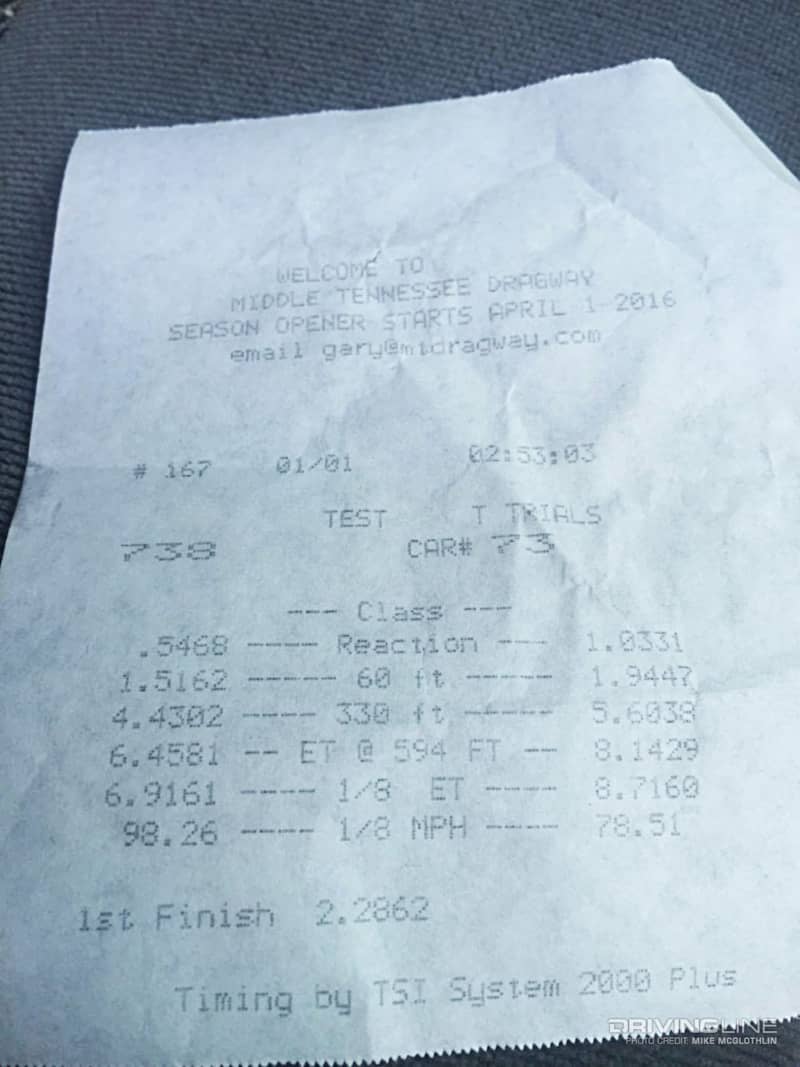 WELCOME TO
MIDDLE TENNESSEE DRAGWAY
SEASON OPENER STARTS APRIL 1 2016
email gary@midragway.com
# 167 01/01 02:53:03
TEST T TRIALS
738 CAR# 73
--- Class ---
.5468 ---- Reaction --- 1.0331
1.5162 ----- 60 ft ----- 1.9447
4.4302 ---- 330 ft ----- 5.6038
6.4581 -- ET @ 594 FT -- 8.1429
6.9161 ---- 1/8 ET ---- 8.7160
98.26 ---- 1/8 MPH ---- 78.51
1st Finish 2.2862
Timing by TSI System 2000 Plus
DRIVINGLINE
PHOTO CREDIT: MIKE MCGLOTHLIN